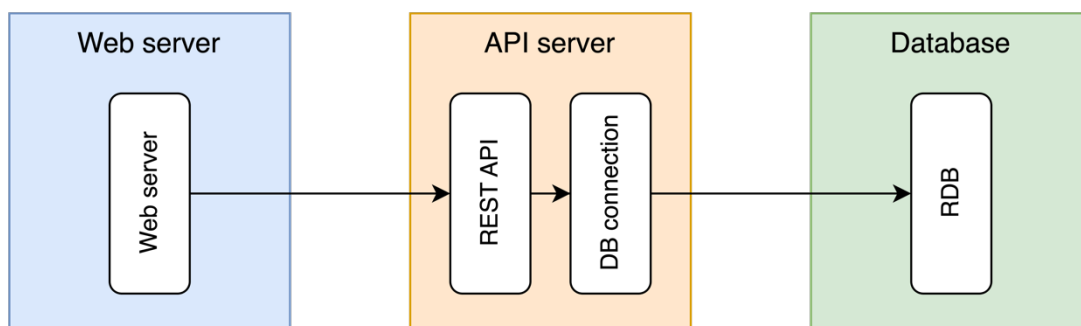 Web server
API server
Database
Web server
REST API
DB connection
RDB